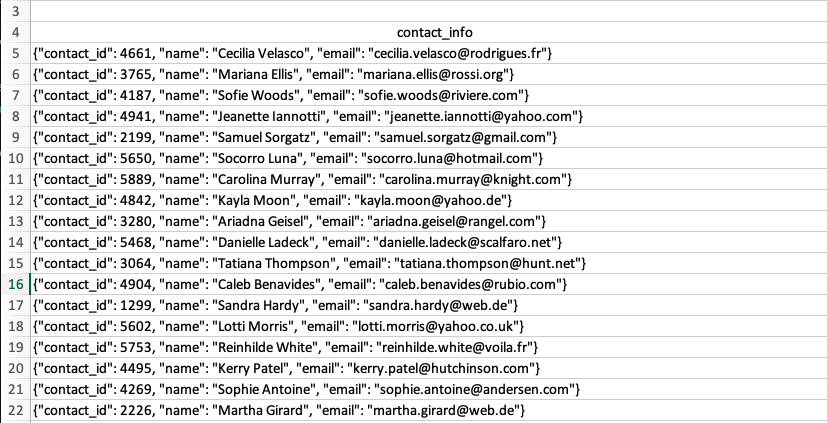 3
4 contact_info
5 {"contact_id": 4661, "name": "Cecilia Velasco", "email": "cecilia.velasco@rodrigues.fr"}
6 {"contact_id": 3765, "name": "Mariana Ellis", "email": "mariana.ellis@rossi.org"}
7 {"contact_id": 4187, "name": "Sofie Woods", "email": "sofie.woods@riviere.com"}
8 {"contact_id": 4941, "name": "Jeanette Iannotti", "email": "jeanette.iannotti@yahoo.com"}
9 {"contact_id": 2199, "name": "Samuel Sorgatz", "email": "samuel.sorgatz@gmail.com"}
10 {"contact_id": 5650, "name": "Socorro Luna", "email": "socorro.luna@hotmail.com"}
11 {"contact_id": 5889, "name": "Carolina Murray", "email": "carolina.murray@knight.com"}
12 {"contact_id": 4842, "name": "Kayla Moon", "email": "kayla.moon@yahoo.de"}
13 {"contact_id": 3280, "name": "Ariadna Geisel", "email": "ariadna.geisel@rangel.com"}
14 {"contact_id": 5468, "name": "Danielle Ladeck", "email": "danielle.ladeck@scalfaro.net"}
15 {"contact_id": 3064, "name": "Tatiana Thompson", "email": "tatiana.thompson@hunt.net"}
16 {"contact_id": 4904, "name": "Caleb Benavides", "email": "caleb.benavides@rubio.com"}
17 {"contact_id": 1299, "name": "Sandra Hardy", "email": "sandra.hardy@web.de"}
18 {"contact_id": 5602, "name": "Lotti Morris", "email": "lotti.morris@yahoo.co.uk"}
19 {"contact_id": 5753, "name": "Reinhilde White", "email": "reinhilde.white@voila.fr"}
20 {"contact_id": 4495, "name": "Kerry Patel", "email": "kerry.patel@hutchinson.com"}
21 {"contact_id": 4269, "name": "Sophie Antoine", "email": "sophie.antoine@andersen.com"}
22 {"contact_id": 2226, "name": "Martha Girard", "email": "martha.girard@web.de"}